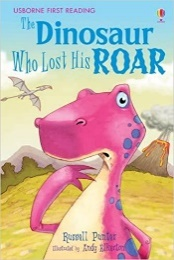 USBORNE FIRST READING
The
Dinosaur
Who Lost His ROAR
Russell Punter
Illustrated by Andy Elkerton